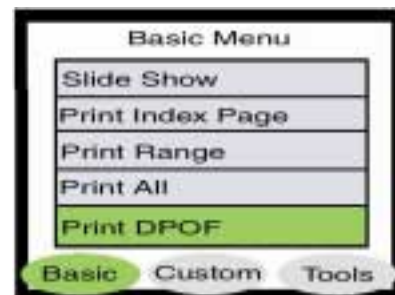 Basic Menu
Slide Show
Print Index Page
Print Range
Print All
Print DPOF
Basic Custom Tools